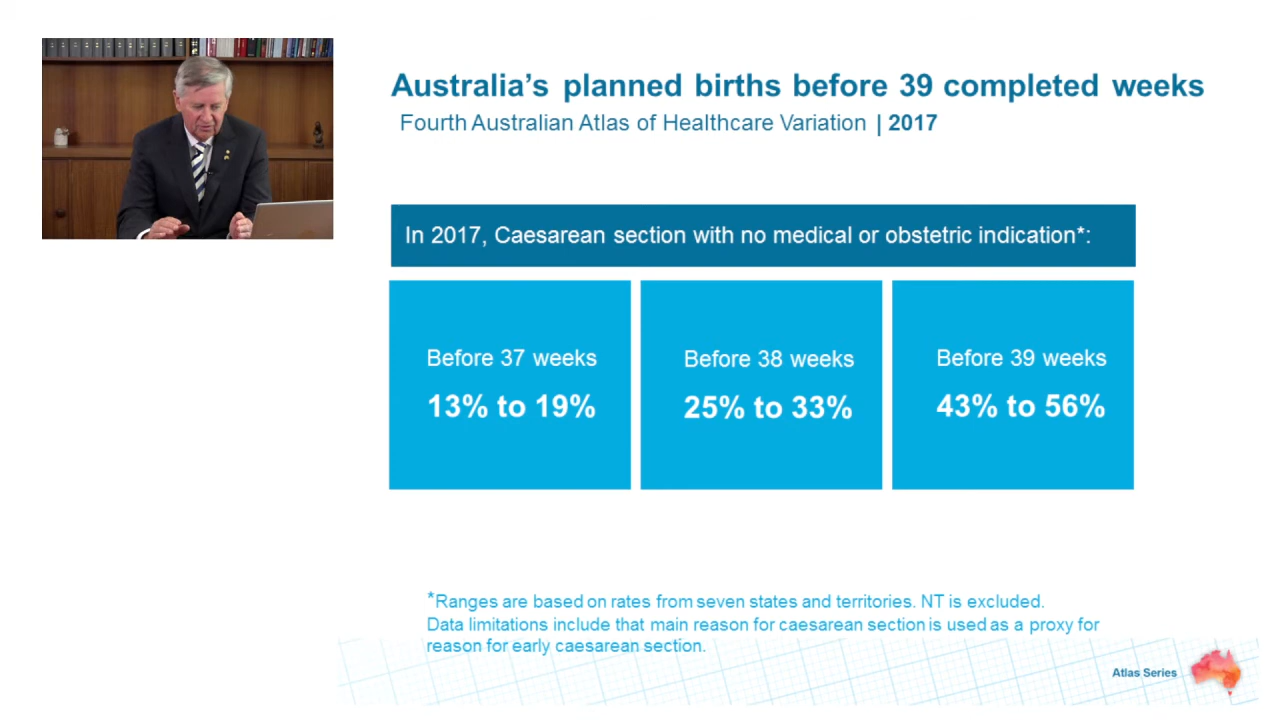 Australia's planned births before 39 completed weeks
Fourth Australian Atlas of Healthcare Variation | 2017
In 2017, Caesarean section with no medical or obstetric indication*:
Before 37 weeks
13% to 19%
Before 38 weeks
25% to 33%
Before 39 weeks
43% to 56%
*Ranges are based on rates from seven states and territories. NT is excluded.
Data limitations include that main reason for caesarean section is used as a proxy for
reason for early caesarean section.
Atlas Series